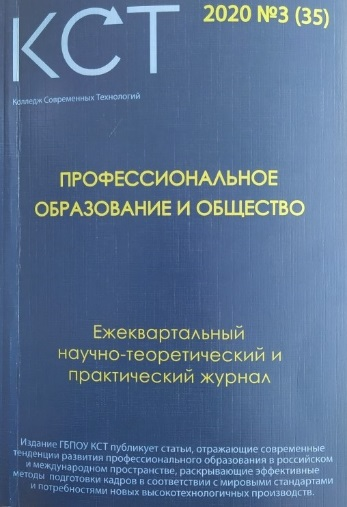 КСТ
2020 №3 (35)
Колледж Современных Технологий
ПРОФЕССИОНАЛЬНОЕ
ОБРАЗОВАНИЕ И ОБЩЕСТВО
Ежеквартальный
научно-теоретический и
практический журнал
Издание ГБПОУ КСТ публикует статьи, отражающие современные
тенденции развития профессионального образования в российском
и международном пространстве, раскрывающие эффективные
методы подготовки кадров в соответствии с мировыми стандартами
и потребностями новых высокотехнологичных производств.